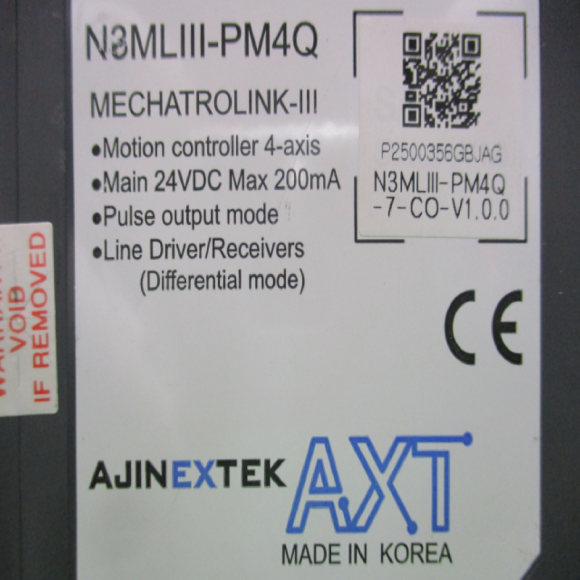 N3MLIII-PM4Q
MECHATROLINK-III
•Motion controller 4-axis
•Main 24VDC Max 200mA
•Pulse output mode
•Line Driver/Receivers
(Differential mode)
P2500356GBJAG
N3MLIII-PM4Q
-7-CO-V1.0.0
VOID
IF REMOVED
CE
AJINEXTEK AXT
MADE IN KOREA